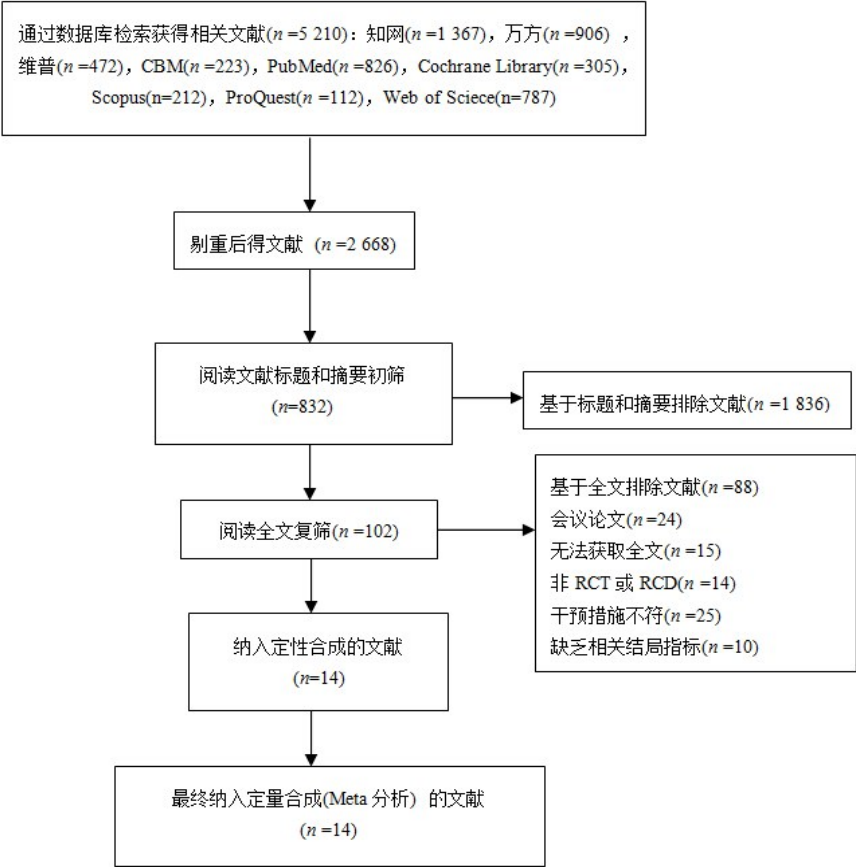 通过数据库检索获得相关文献(n =5 210)：知网(n =1 367)，万方(n =906) ，
维普(n =472)，CBM(n =223)，PubMed(n =826)，Cochrane Library(n =305)，
Scopus(n=212)，ProQuest(n =112)，Web of Sciece(n=787)
剔重后得文献 (n =2 668)
阅读文献标题和摘要初筛
(n=832)
基于标题和摘要排除文献(n =1 836)
阅读全文复筛(n =102)
基于全文排除文献(n =88)
会议论文(n=24)
无法获取全文(n =15)
非 RCT 或 RCD(n =14)
干预措施不符(n =25)
缺乏相关结局指标(n =10)
纳入定性合成的文献
(n=14)
最终纳入定量合成(Meta 分析) 的文献
(n =14)